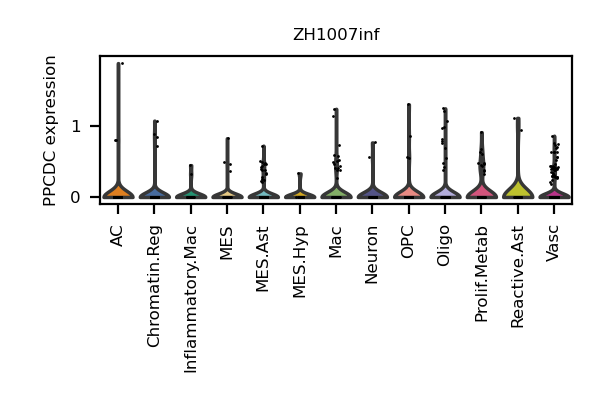 ZH1007inf
PPCDC expression
1
0
AC
Chromatin.Reg
Inflammatory.Mac
MES
MES.Ast
MES.Hyp
Mac
Neuron
OPC
Oligo
Prolif.Metab
Reactive.Ast
Vasc